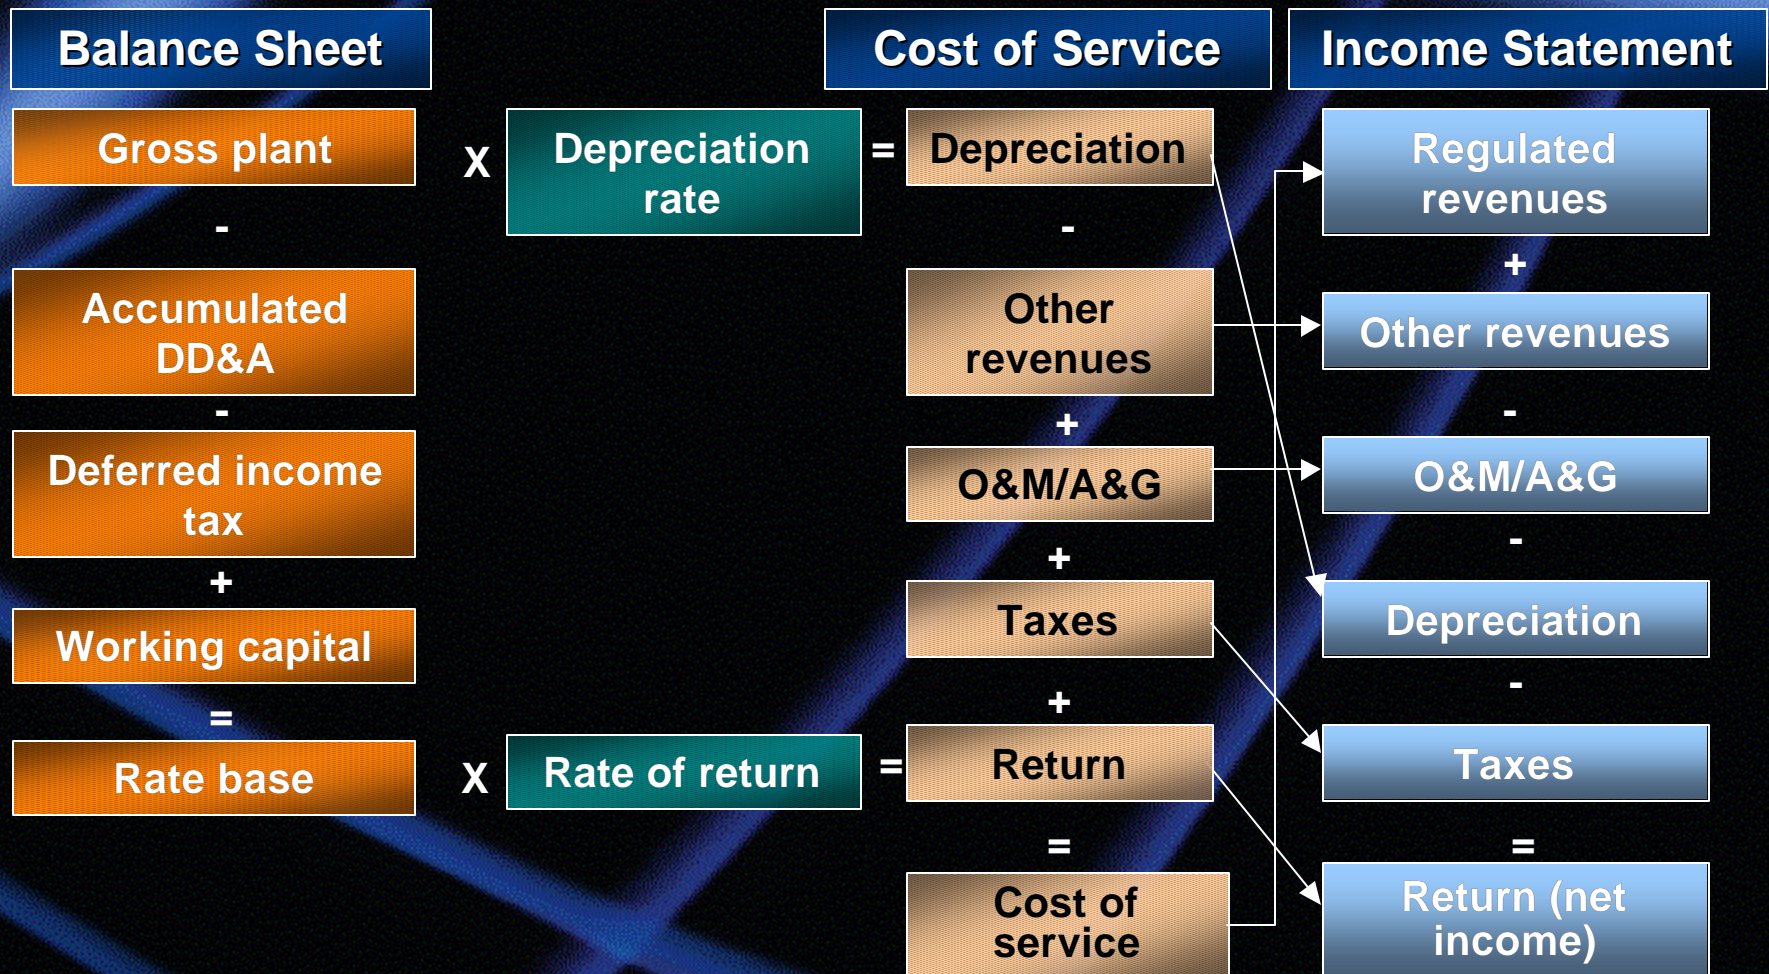 Balance Sheet
Cost of Service
Income Statement
Gross plant
X
Depreciation
rate
=
Depreciation
Regulated
revenues
-
-
+
Accumulated
DD&A
Other
revenues
Other revenues
-
+
-
Deferred income
tax
O&M/A&G
O&M/A&G
+
+
-
Working capital
Taxes
Depreciation
=
+
-
Rate base
X
Rate of return
=
Return
Taxes
=
=
Cost of
service
Return (net
income)